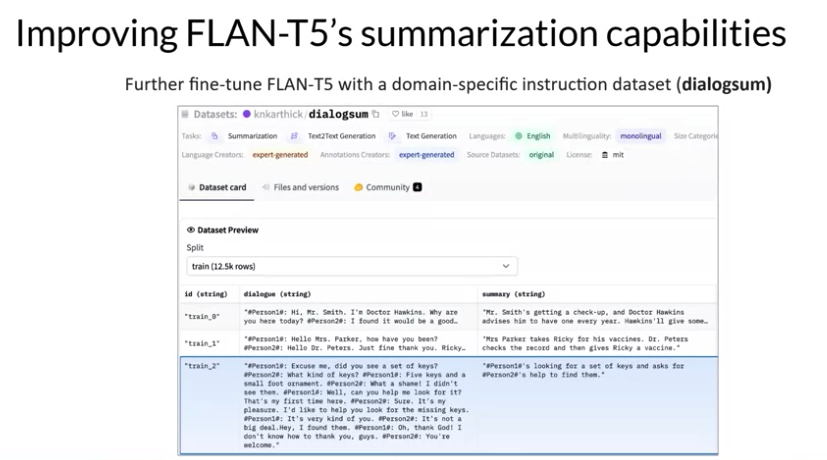 Improving FLAN-T5's summarization capabilities
Further fine-tune FLAN-T5 with a domain-specific instruction dataset (dialogsum)
Datasets: knkarthick/dialogsum like 13
Tasks: Summarization Text2Text Generation Text Generation Languages: English Multilinguality: monolingual Size Categorie
Language Creators: expert-generated Annotations Creators: expert-generated Source Datasets: original License: mit
Dataset card Files and versions Community 4
Dataset Preview
Split
train (12.5k rows)
id (string) dialogue (string) summary (string)
"train_0" "#Person1#: Hi, Mr. Smith. I'm Doctor Hawkins. Why are you here today? #Person2#: I found it would be a good… "Mr. Smith's getting a check-up, and Doctor Hawkins advises him to have one every year. Hawkins'll give some…
"train_1" "#Person1#: Hello Mrs. Parker, how have you been? #Person2#: Hello Dr. Peters. Just fine thank you. Ricky… "Mrs Parker takes Ricky for his vaccines. Dr. Peters checks the record and then gives Ricky a vaccine."
"train_2" "#Person1#: Excuse me, did you see a set of keys?
#Person2#: What kind of keys? #Person1#: Five keys and a
small foot ornament. #Person2#: What a shame! I didn't
see them. #Person1#: Well, can you help me look for it?
That's my first time here. #Person2#: Sure. It's my
pleasure. I'd like to help you look for the missing keys.
#Person1#: It's very kind of you. #Person2#: It's not a
big deal.Hey, I found them. #Person1#: Oh, thank God! I
don't know how to thank you, guys. #Person2#: You're
welcome."
"#Person1#'s looking for a set of keys and asks for
#Person2#'s help to find them."